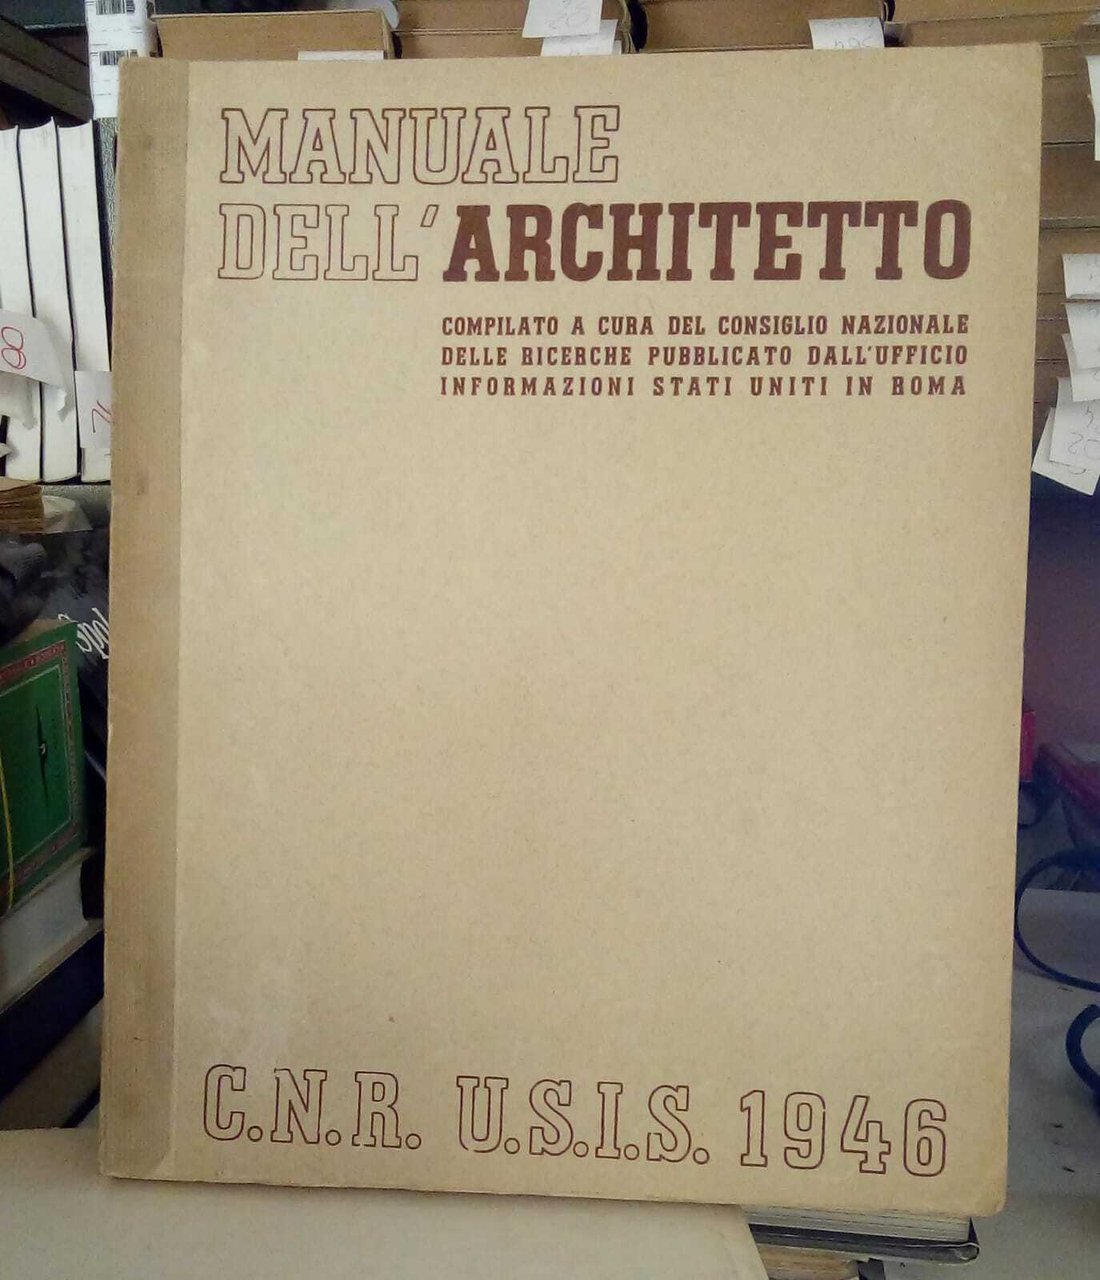 MANUALE
DELL'ARCHITETTO
COMPILATO A CURA DEL CONSIGLIO NAZIONALE
DELLE RICERCHE PUBBLICATO DALL'UFFICIO
INFORMAZIONI STATI UNITI IN ROMA
C.N.R. U.S.I.S. 1946